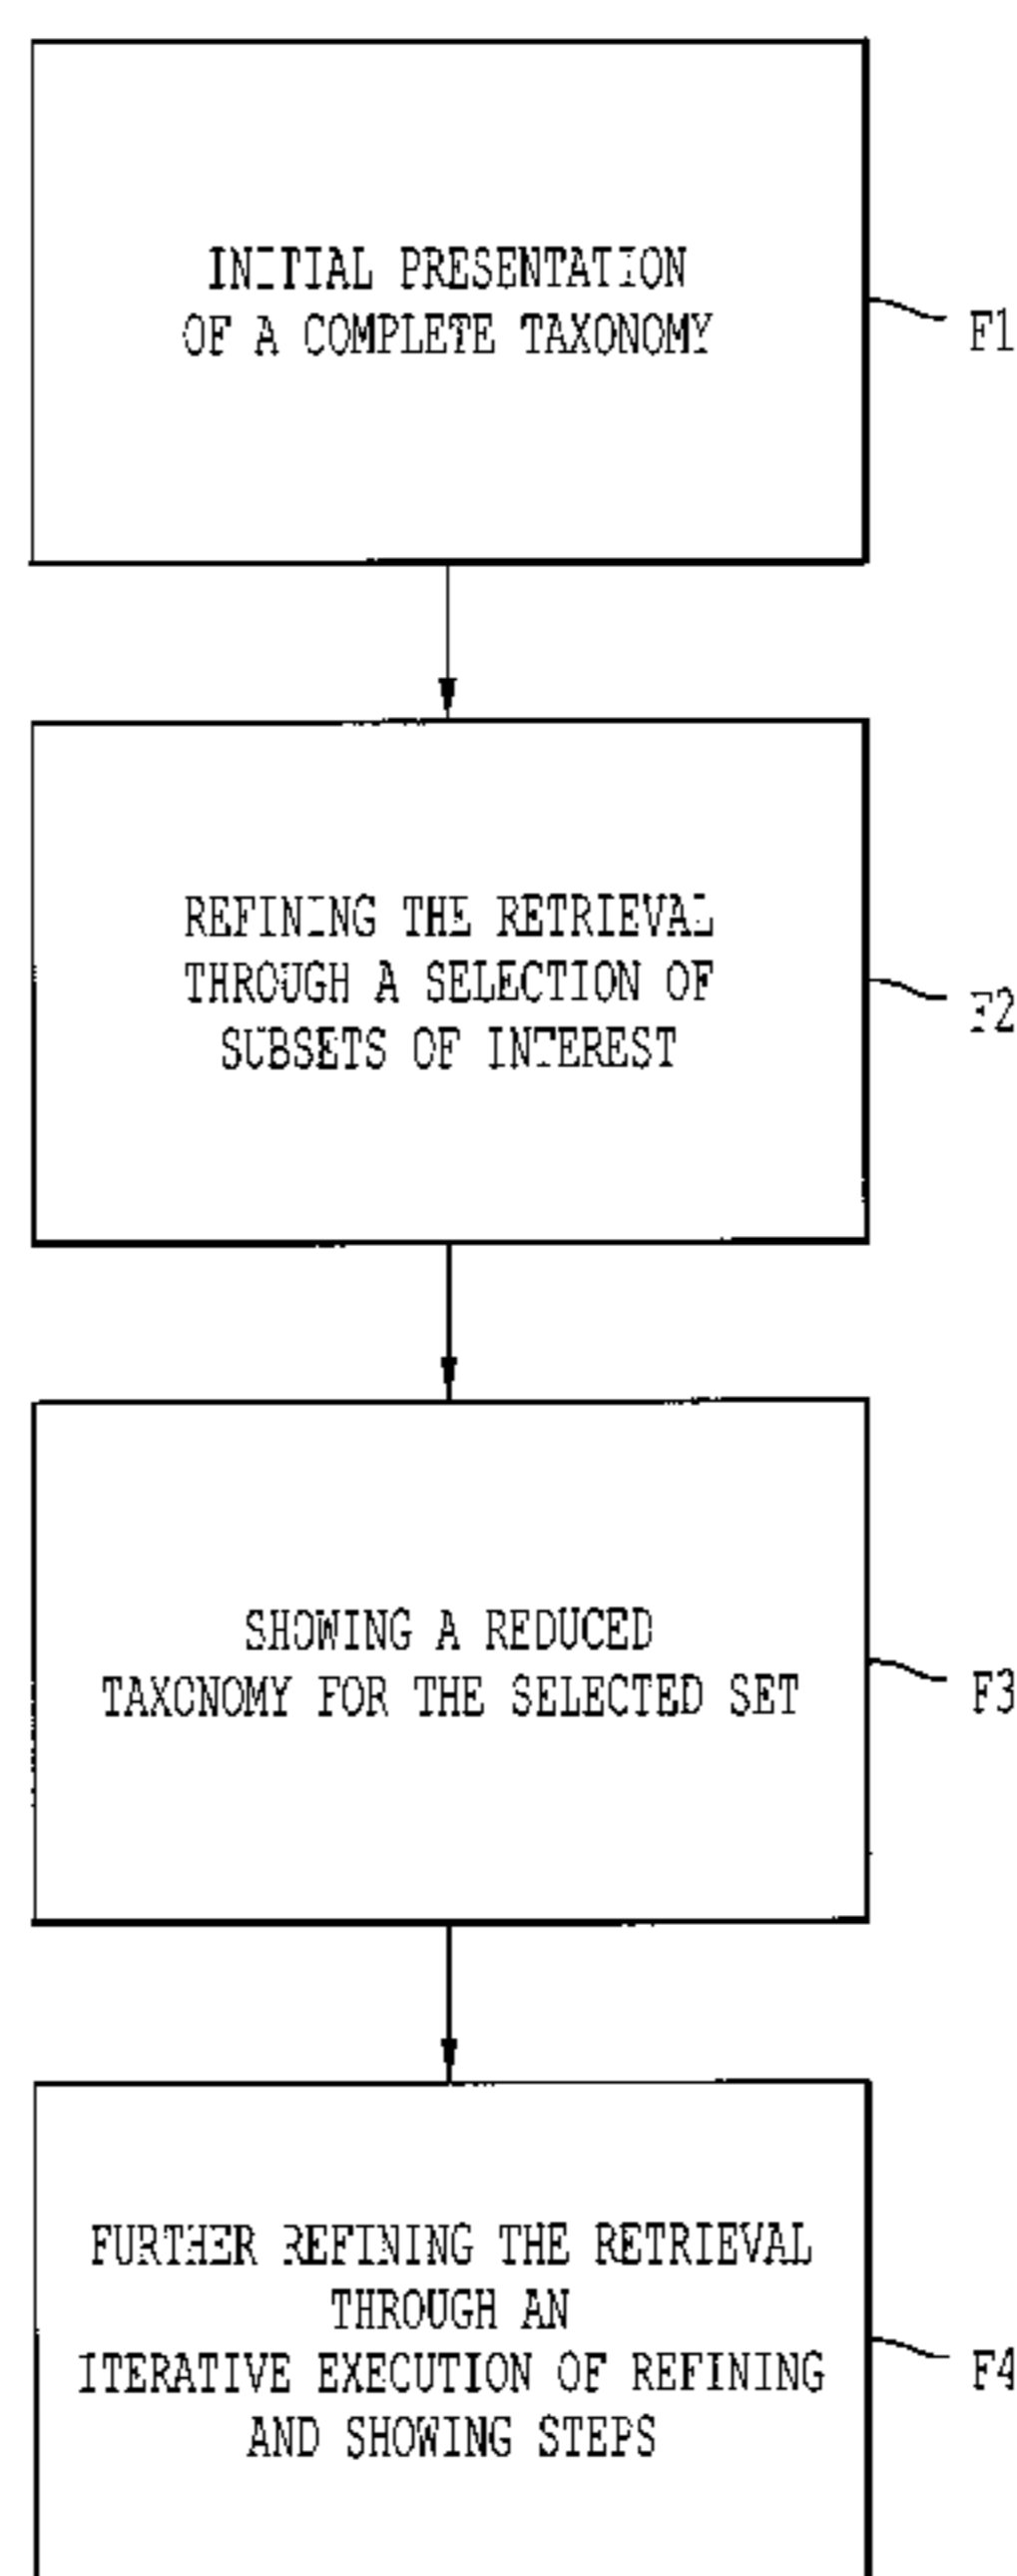 INITIAL PRESENTATION
OF A COMPLETE TAXONOMY
F1
REFINING THE RETRIEVAL
THROUGH A SELECTION OF
SUBSETS OF INTEREST
F2
SHOWING A REDUCED
TAXONOMY FOR THE SELECTED SET
F3
FURTHER REFINING THE RETRIEVAL
THROUGH AN
ITERATIVE EXECUTION OF REFINING
AND SHOWING STEPS
F4